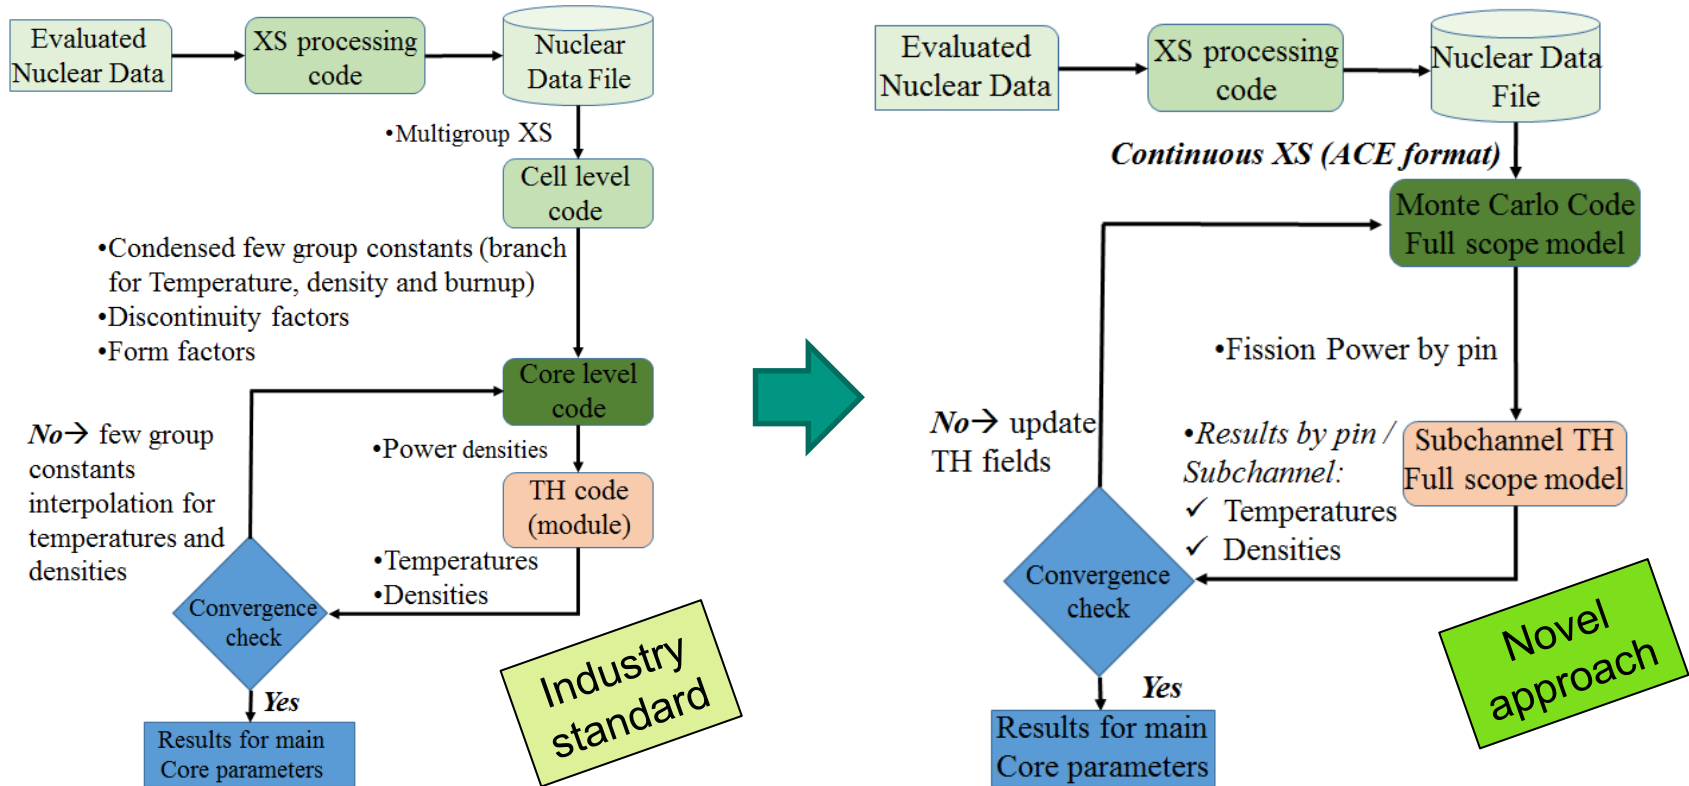 Evaluated
Nuclear Data
XS processing
code
Nuclear
Data File
•Multigroup XS
Cell level
code
•Condensed few group constants (branch
for Temperature, density and burnup)
•Discontinuity factors
•Form factors
Core level
code
No→ few group
constants
interpolation for
temperatures and
densities
•Power densities
TH code
(module)
•Temperatures
•Densities
Convergence
check
Yes
Results for main
Core parameters
Industry
standard
Evaluated
Nuclear Data
XS processing
code
Nuclear Data
File
Continuous XS (ACE format)
Monte Carlo Code
Full scope model
•Fission Power by pin
No→ update
TH fields
•Results by pin /
Subchannel:
✓ Temperatures
✓ Densities
Subchannel TH
Full scope model
Convergence
check
Yes
Results for main
Core parameters
Novel
approach